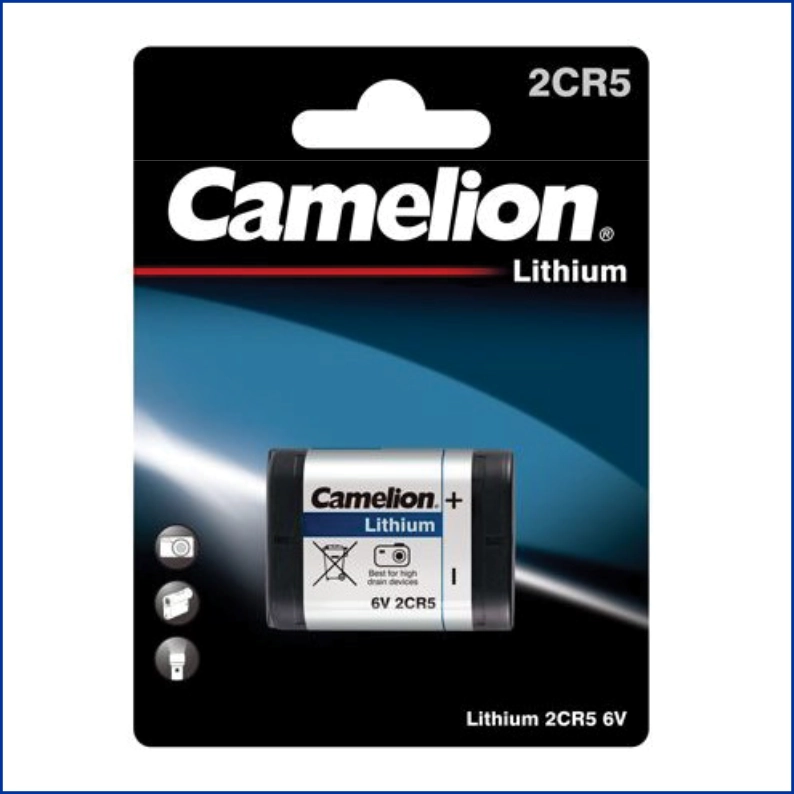 2CR5
Camelion®
Lithium
Camelion®
Lithium
+
Best for high
drain devices
−
6V 2CR5
Lithium 2CR5 6V